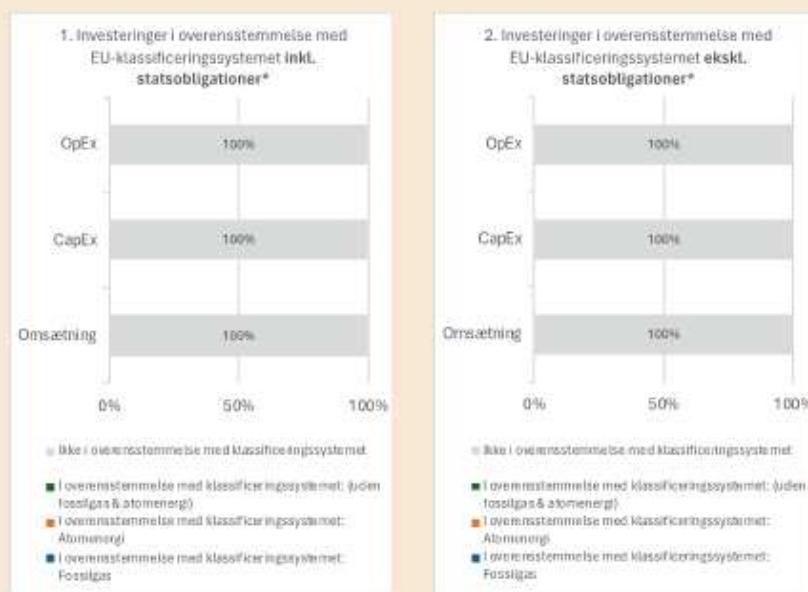 1. Investeringer i overensstemmelse med
EU-klassificeringssystemet inkl.
statsobligationer*
OpEx
100%
CapEx
100%
Omsætning
100%
0%
50%
100%
Ikke i overensstemmelse med klassificeringssystemet
I overensstemmelse med klassificeringssystemet: (uden
fossilgas & atomenergi)
I overensstemmelse med klassificeringssystemet:
Atomenergi
I overensstemmelse med klassificeringssystemet:
Fossilgas
2. Investeringer i overensstemmelse med
EU-klassificeringssystemet ekskl.
statsobligationer*
OpEx
100%
CapEx
100%
Omsætning
100%
0%
50%
100%
Ikke i overensstemmelse med klassificeringssystemet
I overensstemmelse med klassificeringssystemet: (uden
fossilgas & atomenergi)
I overensstemmelse med klassificeringssystemet:
Atomenergi
I overensstemmelse med klassificeringssystemet:
Fossilgas